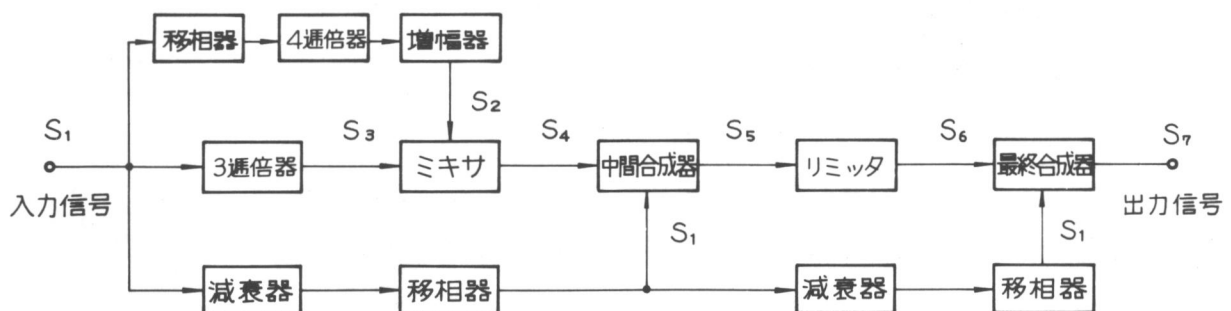 移相器 4逓倍器 増幅器
S₂
S₁ S₃ S₄ S₅ S₆ S₇
3逓倍器 ミキサ 中間合成器 リミッタ 最終合成器
入力信号 出力信号
S₁ S₁
減衰器 移相器 減衰器 移相器